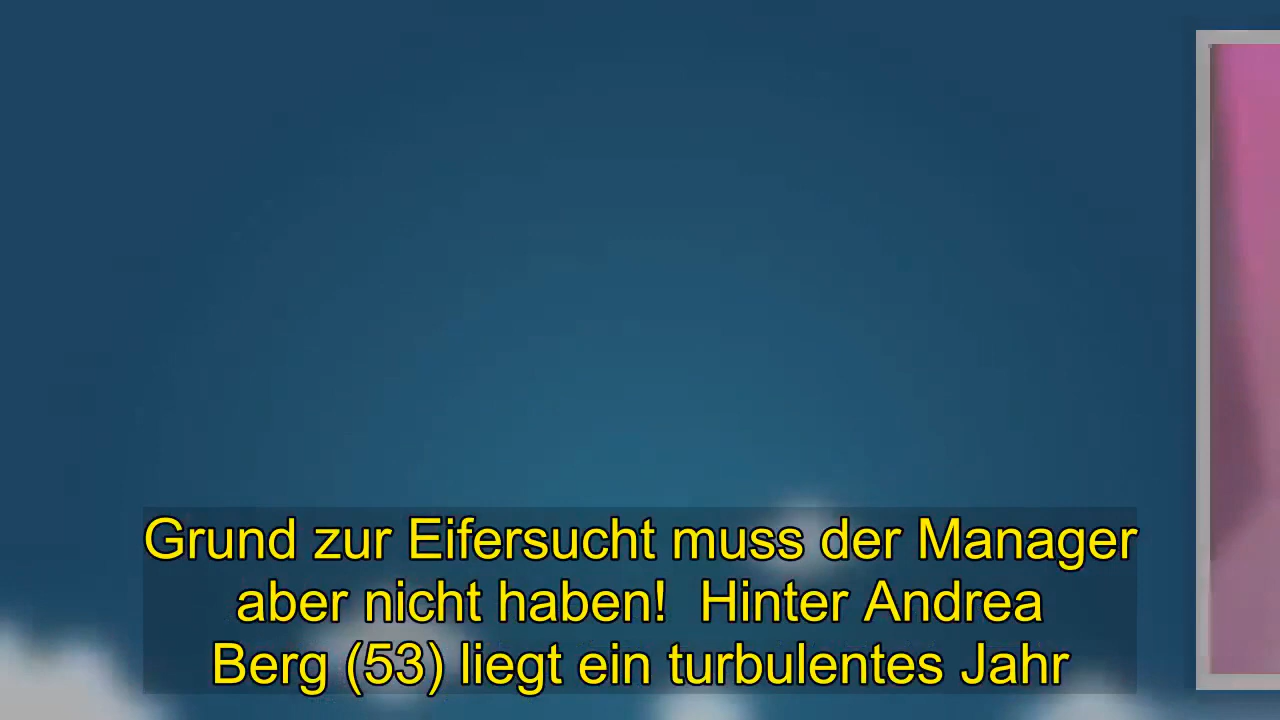 Grund zur Eifersucht muss der Manager
aber nicht haben!  Hinter Andrea
Berg (53) liegt ein turbulentes Jahr